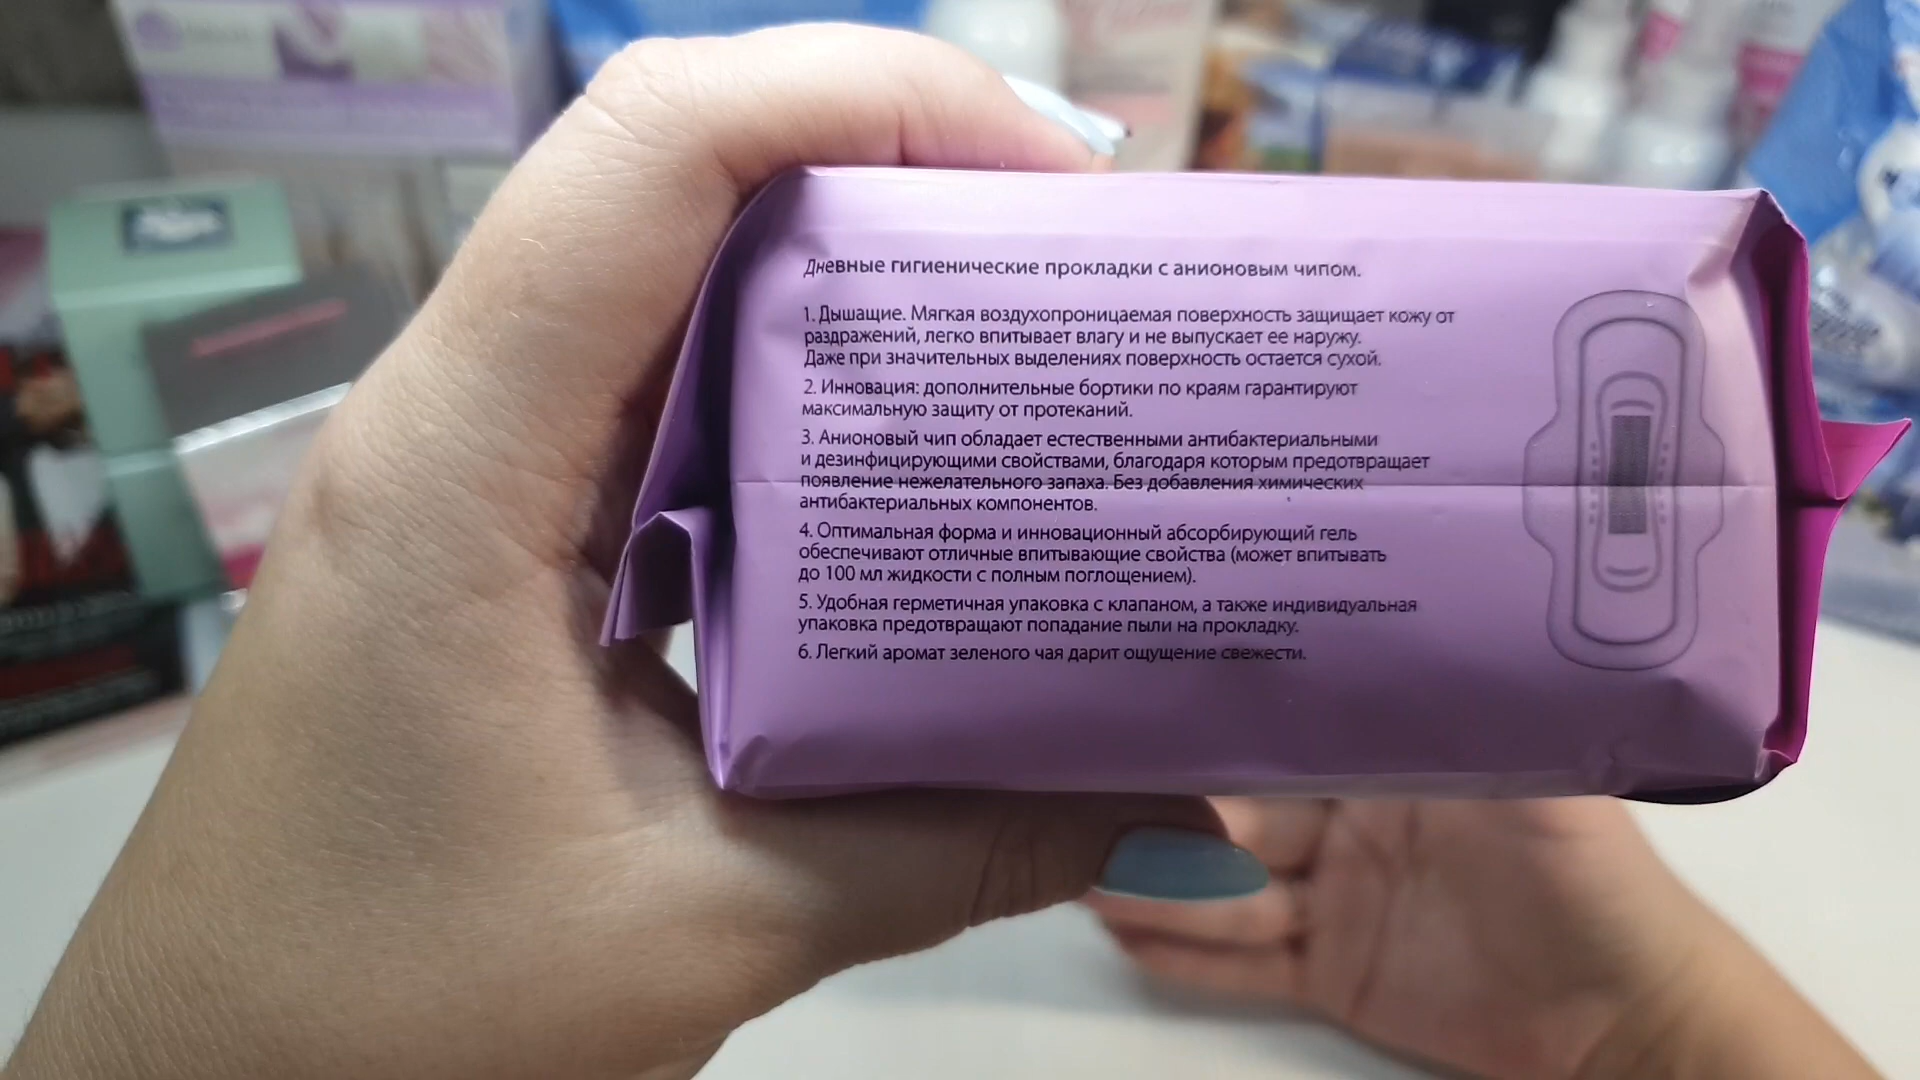 Дневные гигиенические прокладки с анионовым чипом.
1. Дышащие. Мягкая воздухопроницаемая поверхность защищает кожу от
раздражений, легко впитывает влагу и не выпускает ее наружу.
Даже при значительных выделениях поверхность остается сухой.
2. Инновация: дополнительные бортики по краям гарантируют
максимальную защиту от протеканий.
3. Анионовый чип обладает естественными антибактериальными
и дезинфицирующими свойствами, благодаря которым предотвращает
появление нежелательного запаха. Без добавления химических
антибактериальных компонентов.
4. Оптимальная форма и инновационный абсорбирующий гель
обеспечивают отличные впитывающие свойства (может впитывать
до 100 мл жидкости с полным поглощением).
5. Удобная герметичная упаковка с клапаном, а также индивидуальная
упаковка предотвращают попадание пыли на прокладку.
6. Легкий аромат зеленого чая дарит ощущение свежести.